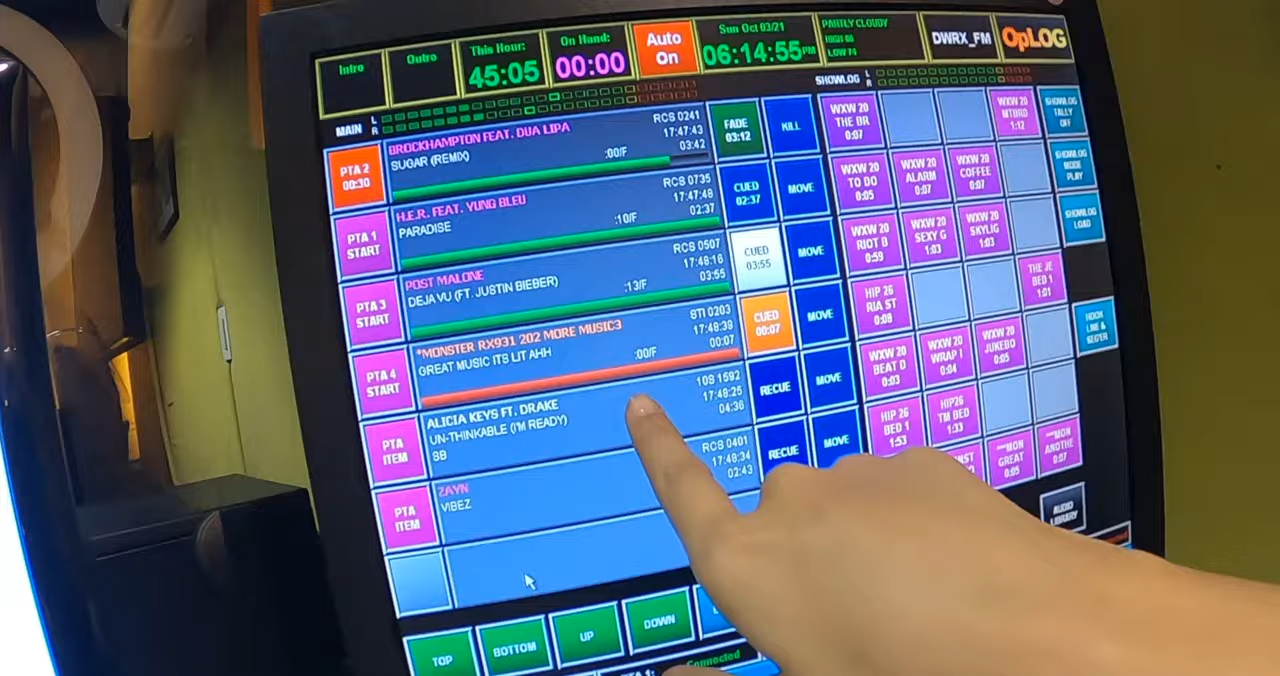 Intro
Outro
This Hour:
45:05
On Hand:
00:00
Auto
On
Sun Oct 03/21
06:14:55PM
PARTLY CLOUDY
LOW 74
DWRX_FM
OpLOG
MAIN
L
R
SHOWLOG
L
R
PTA 2
00:30
BROCKHAMPTON FEAT. DUA LIPA
SUGAR (REMIX)
:00/F
RCS 0241
17:47:43
03:42
FADE
03:12
KILL
PTA 1
START
H.E.R. FEAT. YUNG BLEU
PARADISE
:10/F
RCS 0735
17:47:48
02:37
CUED
02:37
MOVE
PTA 3
START
POST MALONE
DEJA VU (FT. JUSTIN BIEBER)
:13/F
RCS 0507
17:48:16
03:55
CUED
03:55
MOVE
PTA 4
START
*MONSTER RX931 202 MORE MUSIC3
GREAT MUSIC ITS LIT AHH
:00/F
STI 0203
17:48:39
00:07
CUED
00:07
MOVE
PTA
ITEM
ALICIA KEYS FT. DRAKE
UN-THINKABLE (I'M READY)
SB
10S 1592
17:48:25
04:36
RECUE
MOVE
PTA
ITEM
ZAYN
VIBEZ
RCS 0401
17:48:34
02:43
RECUE
MOVE
WXW 20
THE BR
0:07
WXW 20
MTBRD
1:12
SHOWLOG
TALLY
OFF
WXW 20
TO DO
0:05
WXW 20
ALARM
0:07
WXW 20
COFFEE
0:07
SHOWLOG
MODE
PLAY
WXW 20
RIOT B
0:59
WXW 20
SEXY G
1:03
WXW 20
SKYLIG
1:03
SHOWLOG
LOAD
HIP 26
RIA ST
0:08
THE JE
BED 1
1:01
WXW 20
BEAT D
0:03
WXW 20
WRAP I
0:04
WXW 20
JUKEBO
0:05
HOOK
LINE &
HIP 26
BED 1
1:53
HIP26
TM BED
1:33
GREAT
0:05
ANOTHE
0:07
AUDIO
LIBRARY
TOP
BOTTOM
UP
DOWN
PTA 1:
Connected